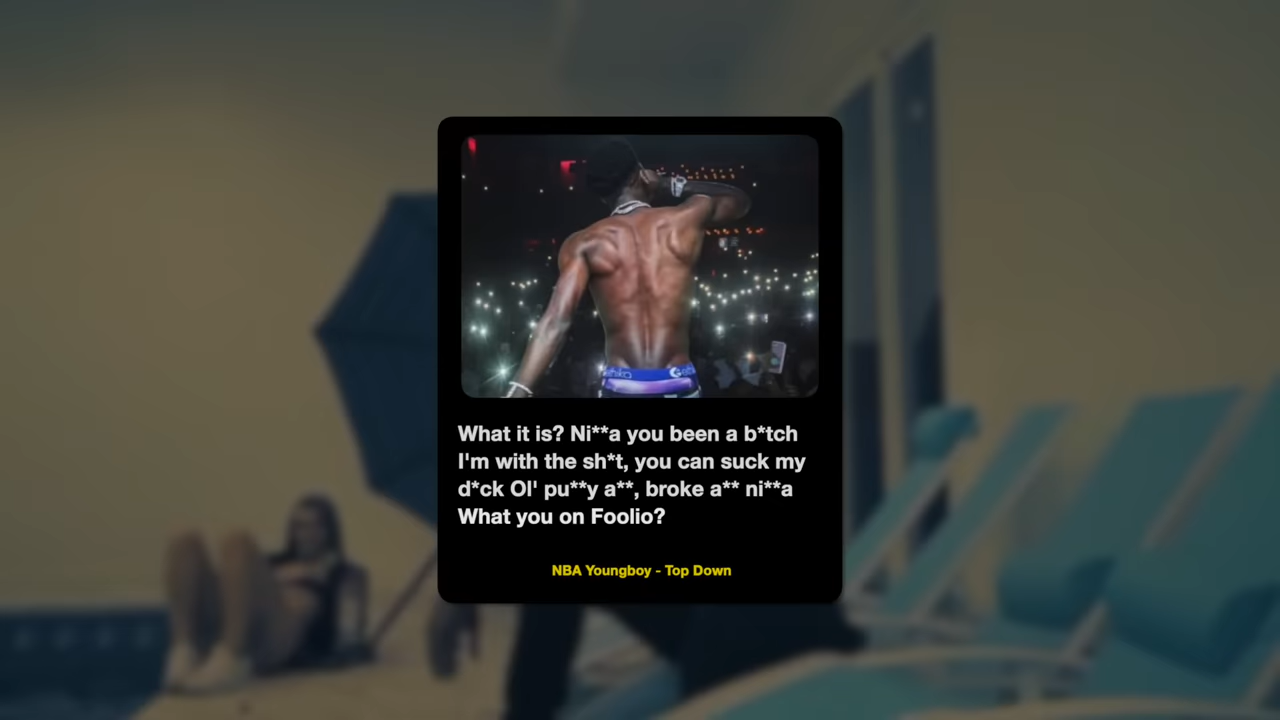 ethika
What it is? Ni**a you been a b*tch
I'm with the sh*t, you can suck my
d*ck Ol' pu**y a**, broke a** ni**a
What you on Foolio?
NBA Youngboy - Top Down